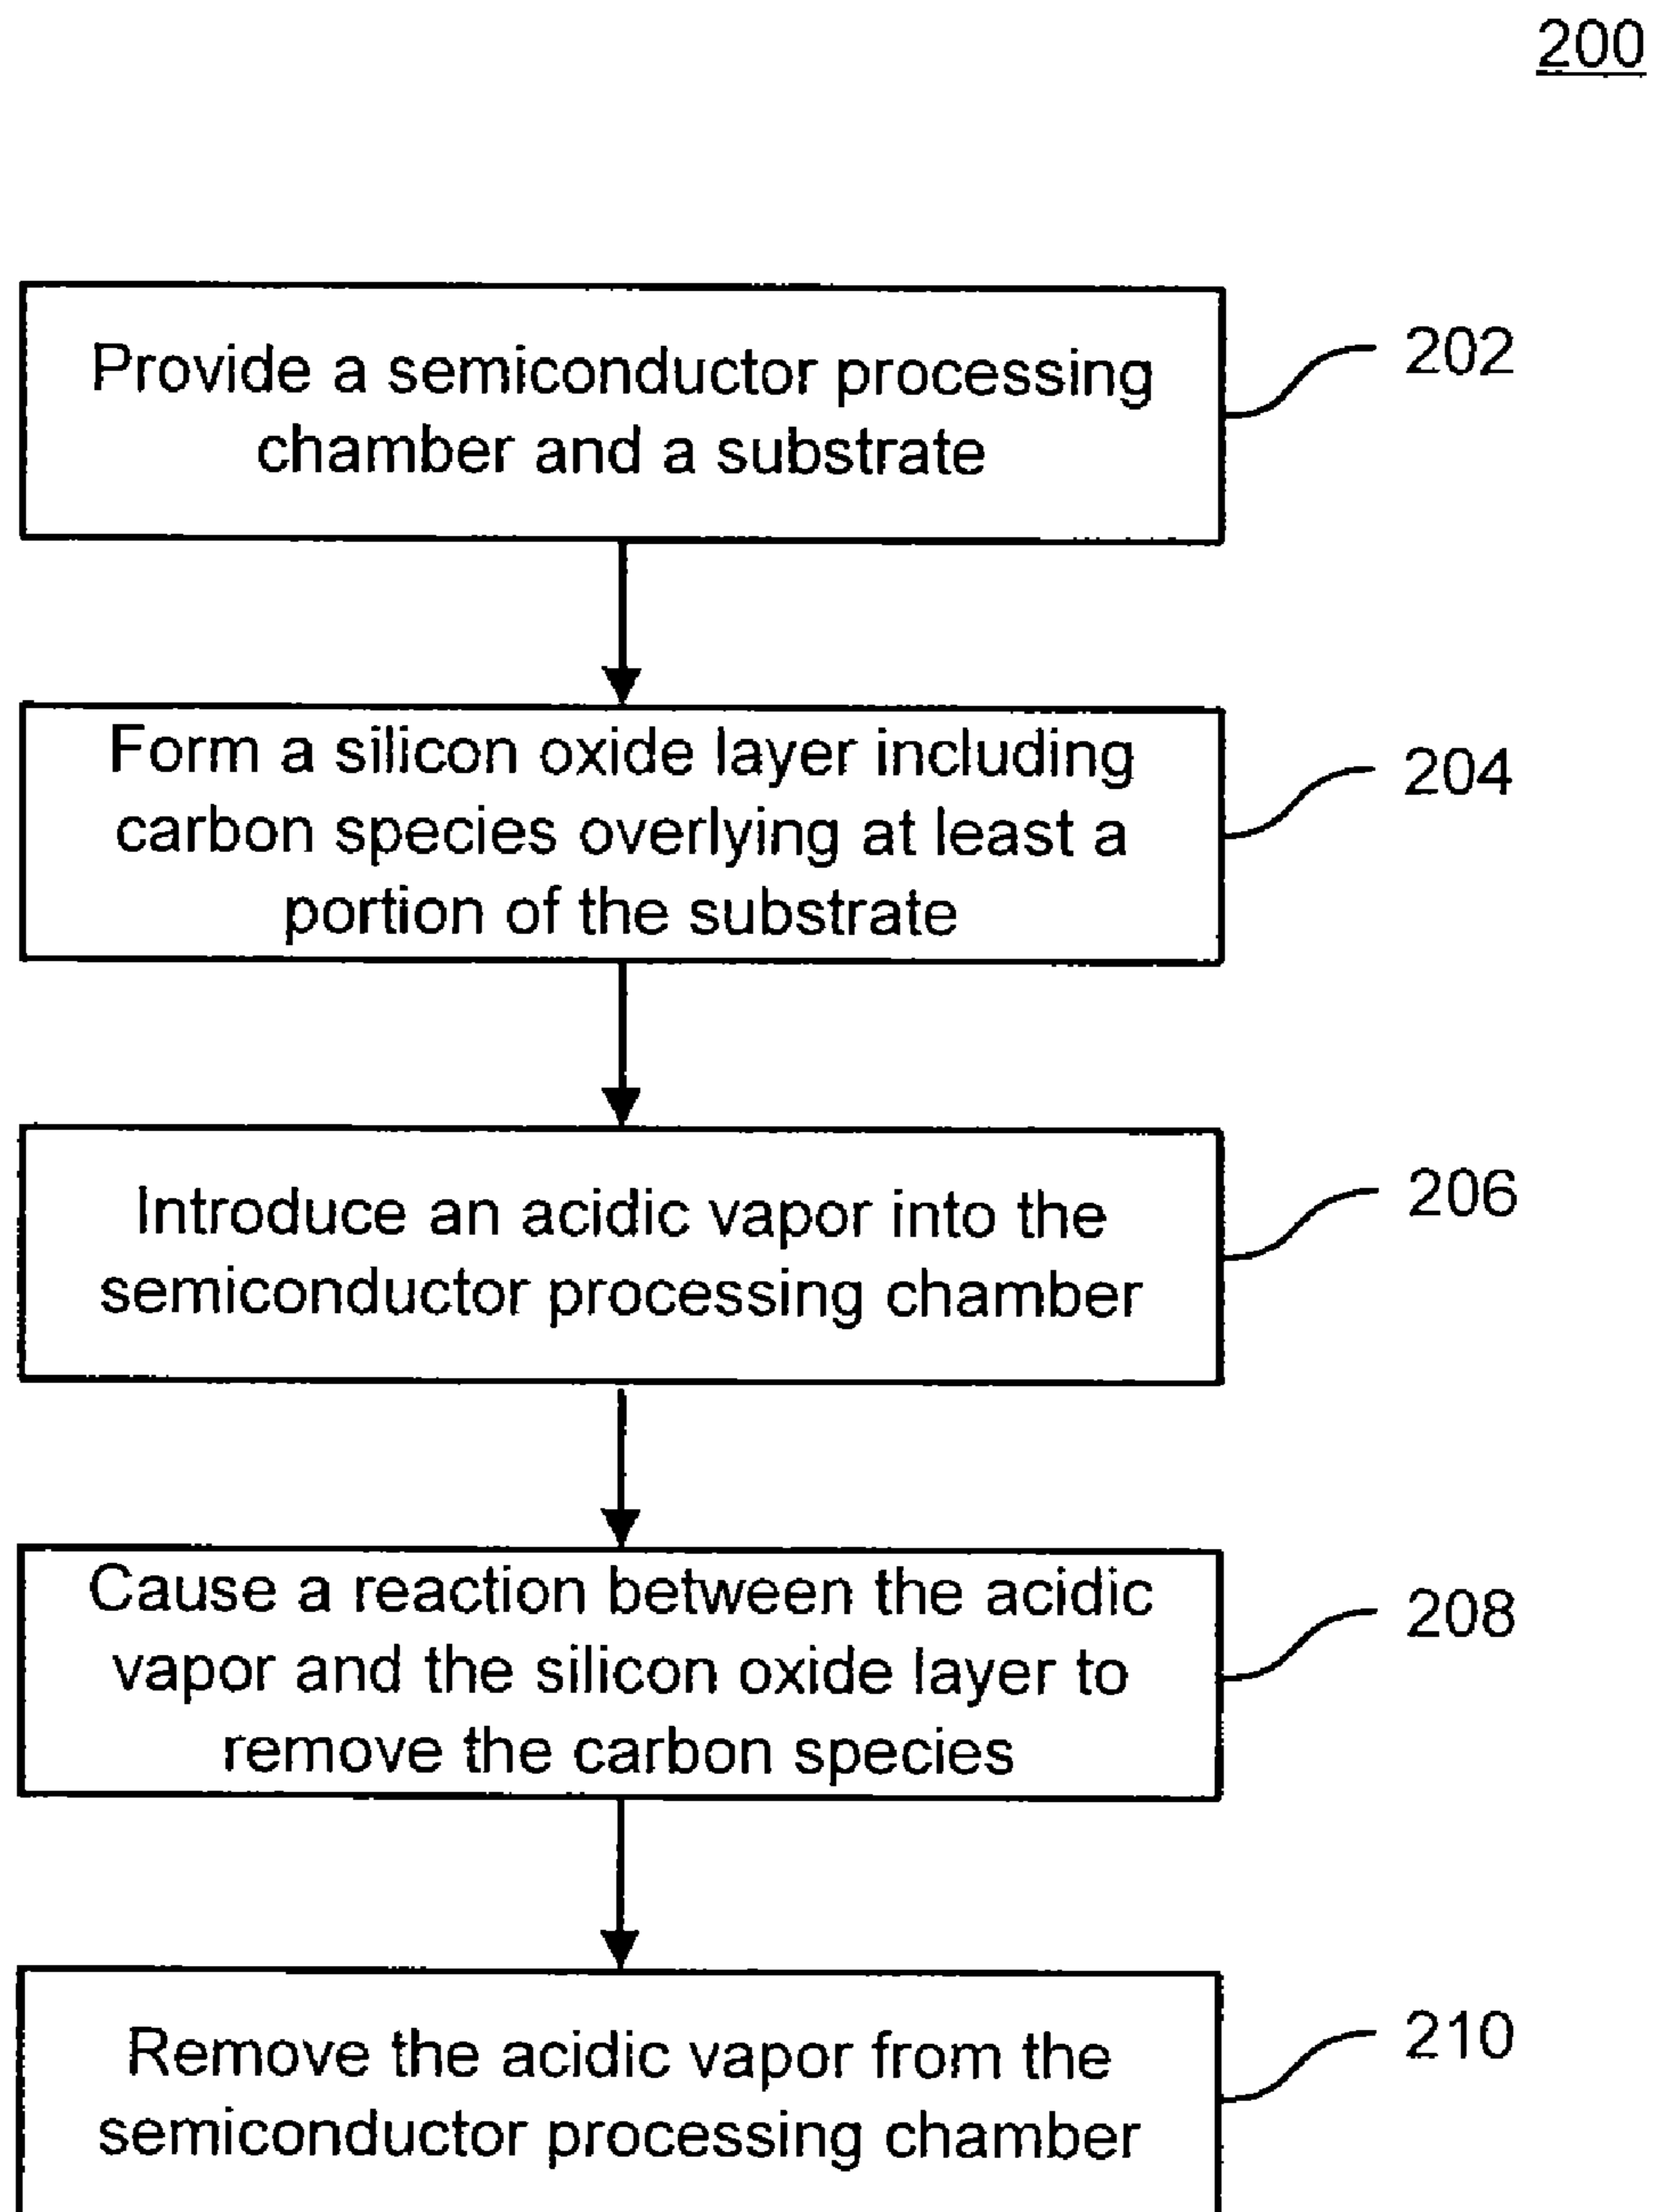 200
Provide a semiconductor processing
chamber and a substrate
202
Form a silicon oxide layer including
carbon species overlying at least a
portion of the substrate
204
Introduce an acidic vapor into the
semiconductor processing chamber
206
Cause a reaction between the acidic
vapor and the silicon oxide layer to
remove the carbon species
208
Remove the acidic vapor from the
semiconductor processing chamber
210